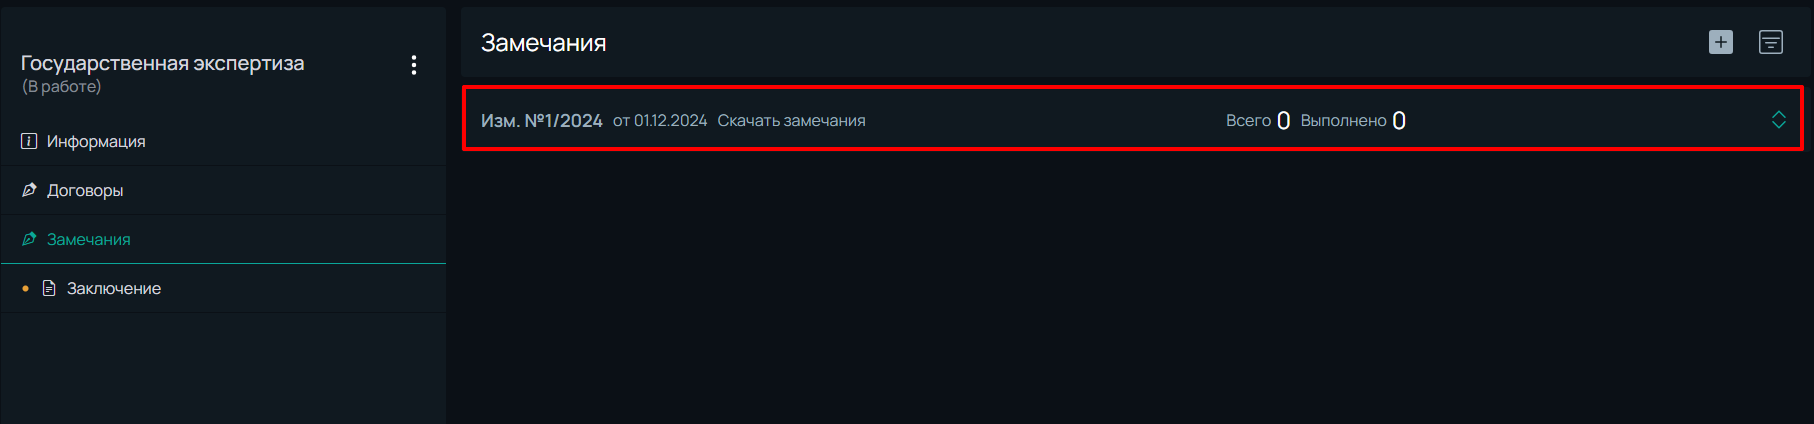 Государственная экспертиза
(В работе)
Информация
Договоры
Замечания
Заключение
Замечания
Изм. №1/2024 от 01.12.2024 Скачать замечания Всего 0 Выполнено 0